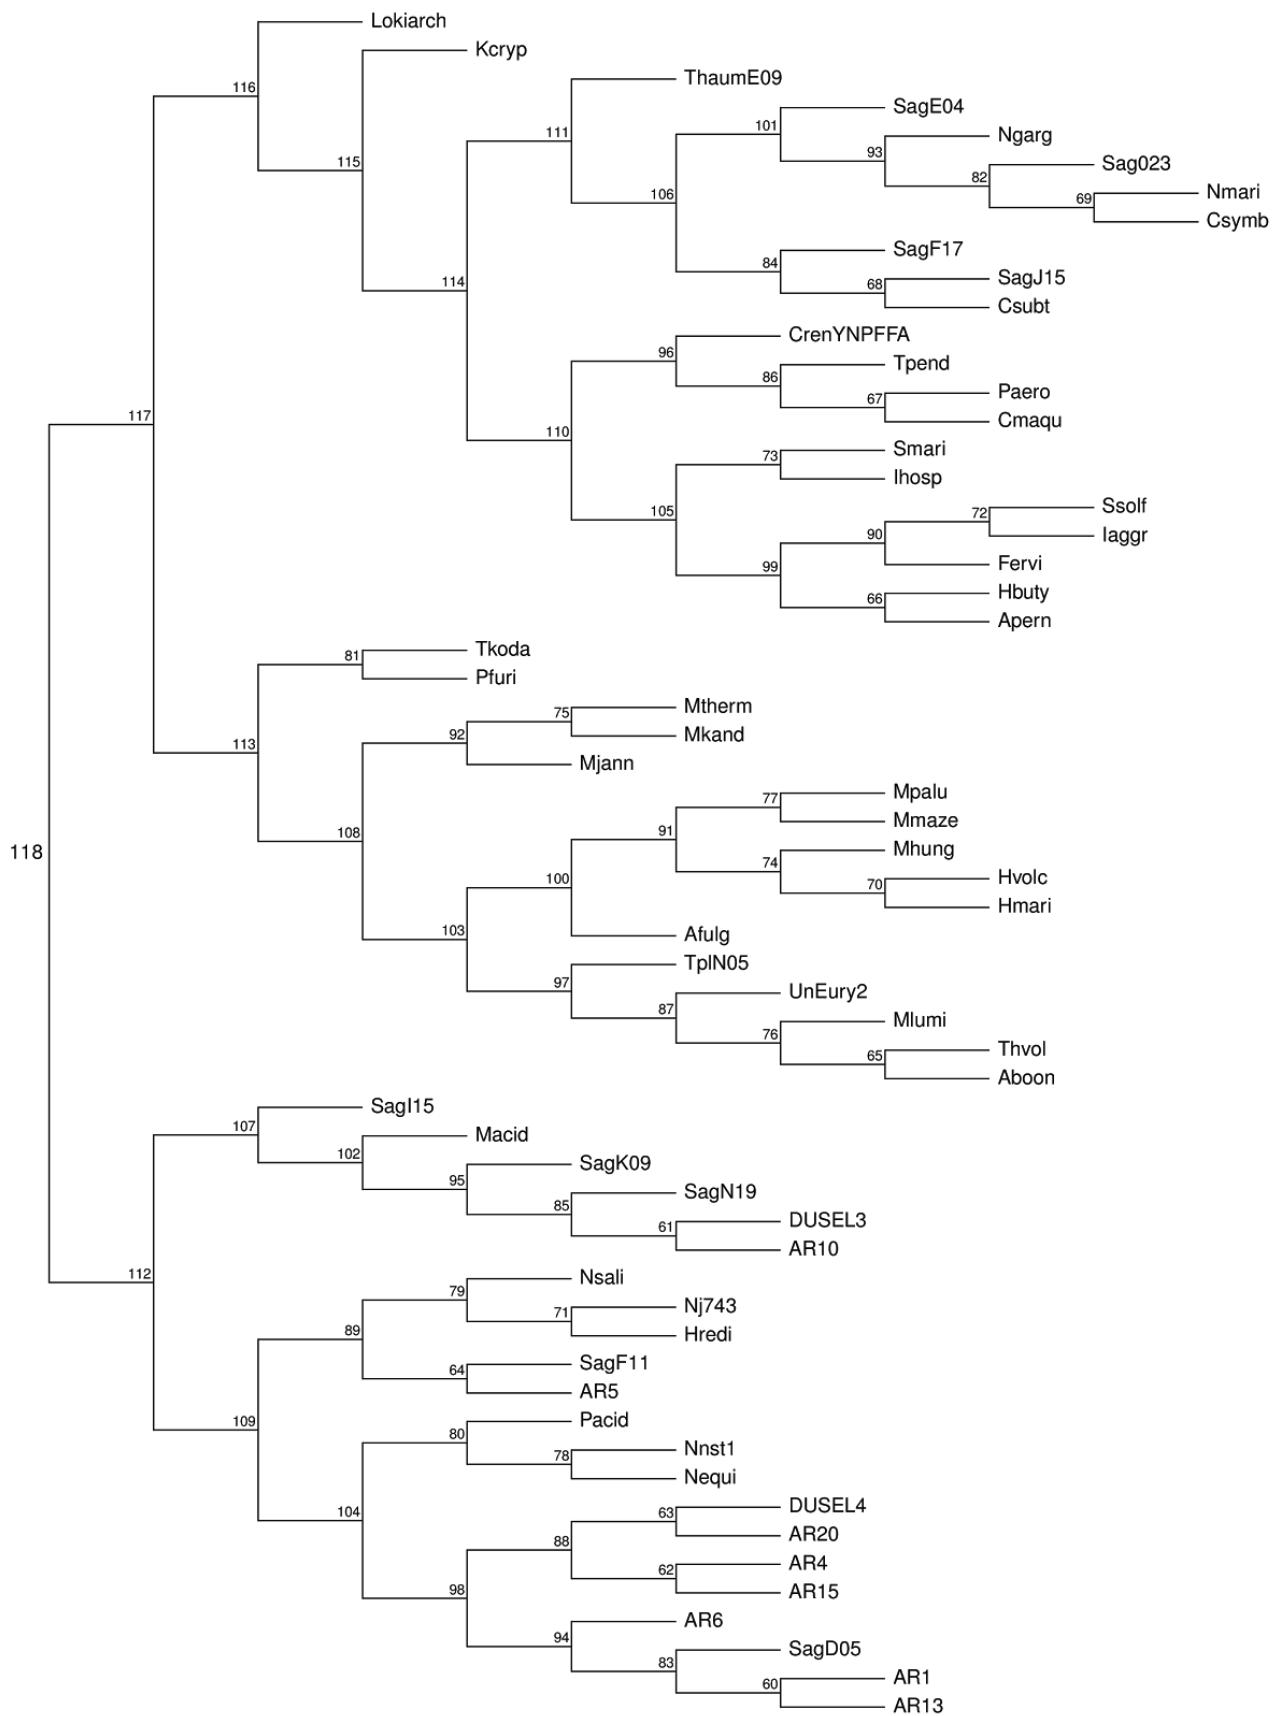 Lokiarch
Kcryp
ThaumE09
116
SagE04
101
111
Ngarg
93
Sag023
115
82
Nmari
69
106
Csymb
SagF17
84
SagJ15
114
68
Csubt
CrenYNPFFA
96
Tpend
86
Paero
67
117
Cmaqu
110
Smari
73
Ihosp
Ssolf
105
72
Iaggr
90
Fervi
99
Hbuty
66
Apern
Tkoda
81
Pfuri
Mtherm
75
Mkand
92
113
Mjann
Mpalu
77
Mmaze
91
108
Mhung
118
74
Hvolc
100
70
Hmari
103
Afulg
TplN05
97
UnEury2
87
Mlumi
76
Thvol
65
Aboon
SagI15
107
Macid
102
SagK09
95
SagN19
85
DUSEL3
61
AR10
112
Nsali
79
Nj743
71
89
Hredi
SagF11
64
AR5
109
Pacid
80
Nnst1
78
Nequi
104
DUSEL4
63
AR20
88
AR4
62
98
AR15
AR6
94
SagD05
83
AR1
60
AR13